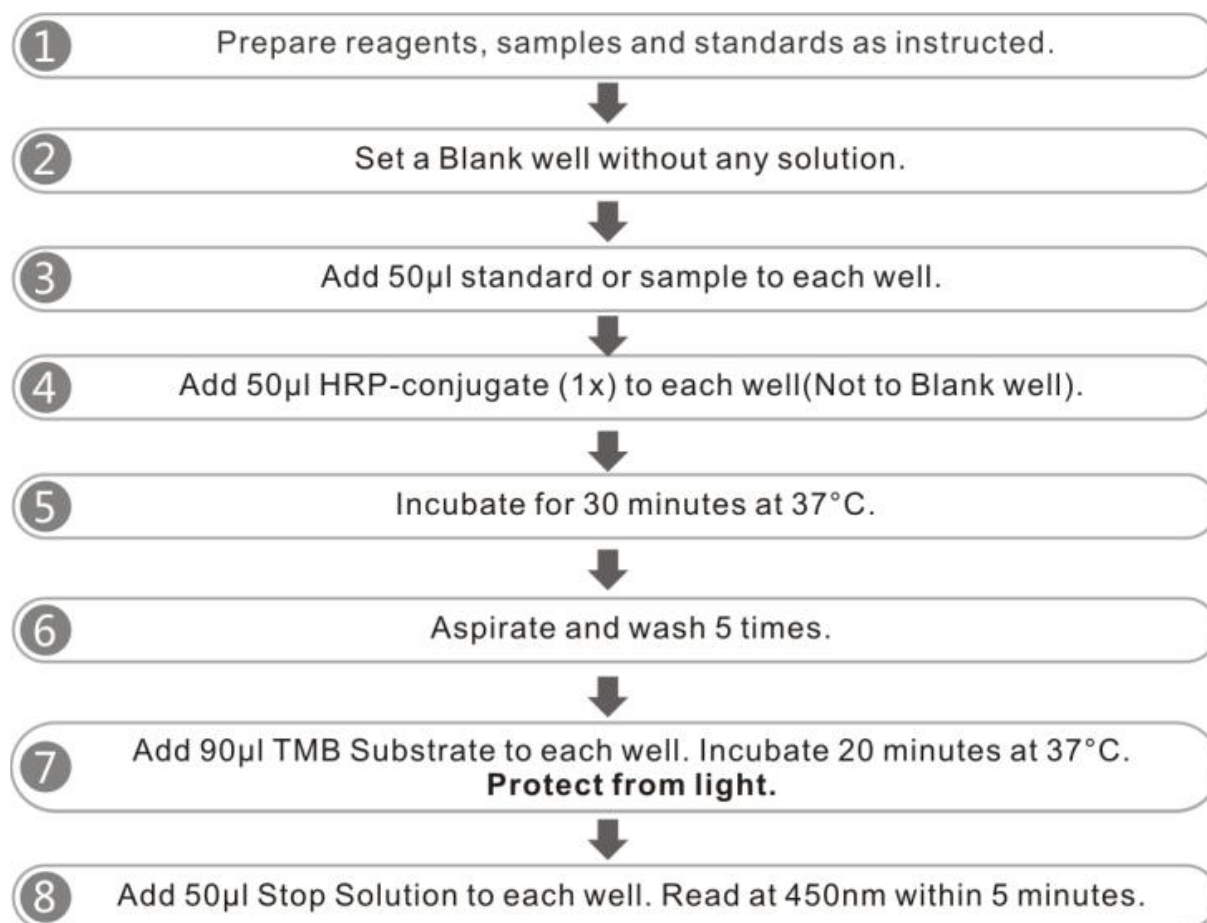 1 Prepare reagents, samples and standards as instructed.
2 Set a Blank well without any solution.
3 Add 50µl standard or sample to each well.
4 Add 50µl HRP-conjugate (1x) to each well(Not to Blank well).
5 Incubate for 30 minutes at 37°C.
6 Aspirate and wash 5 times.
7 Add 90µl TMB Substrate to each well. Incubate 20 minutes at 37°C.
Protect from light.
8 Add 50µl Stop Solution to each well. Read at 450nm within 5 minutes.